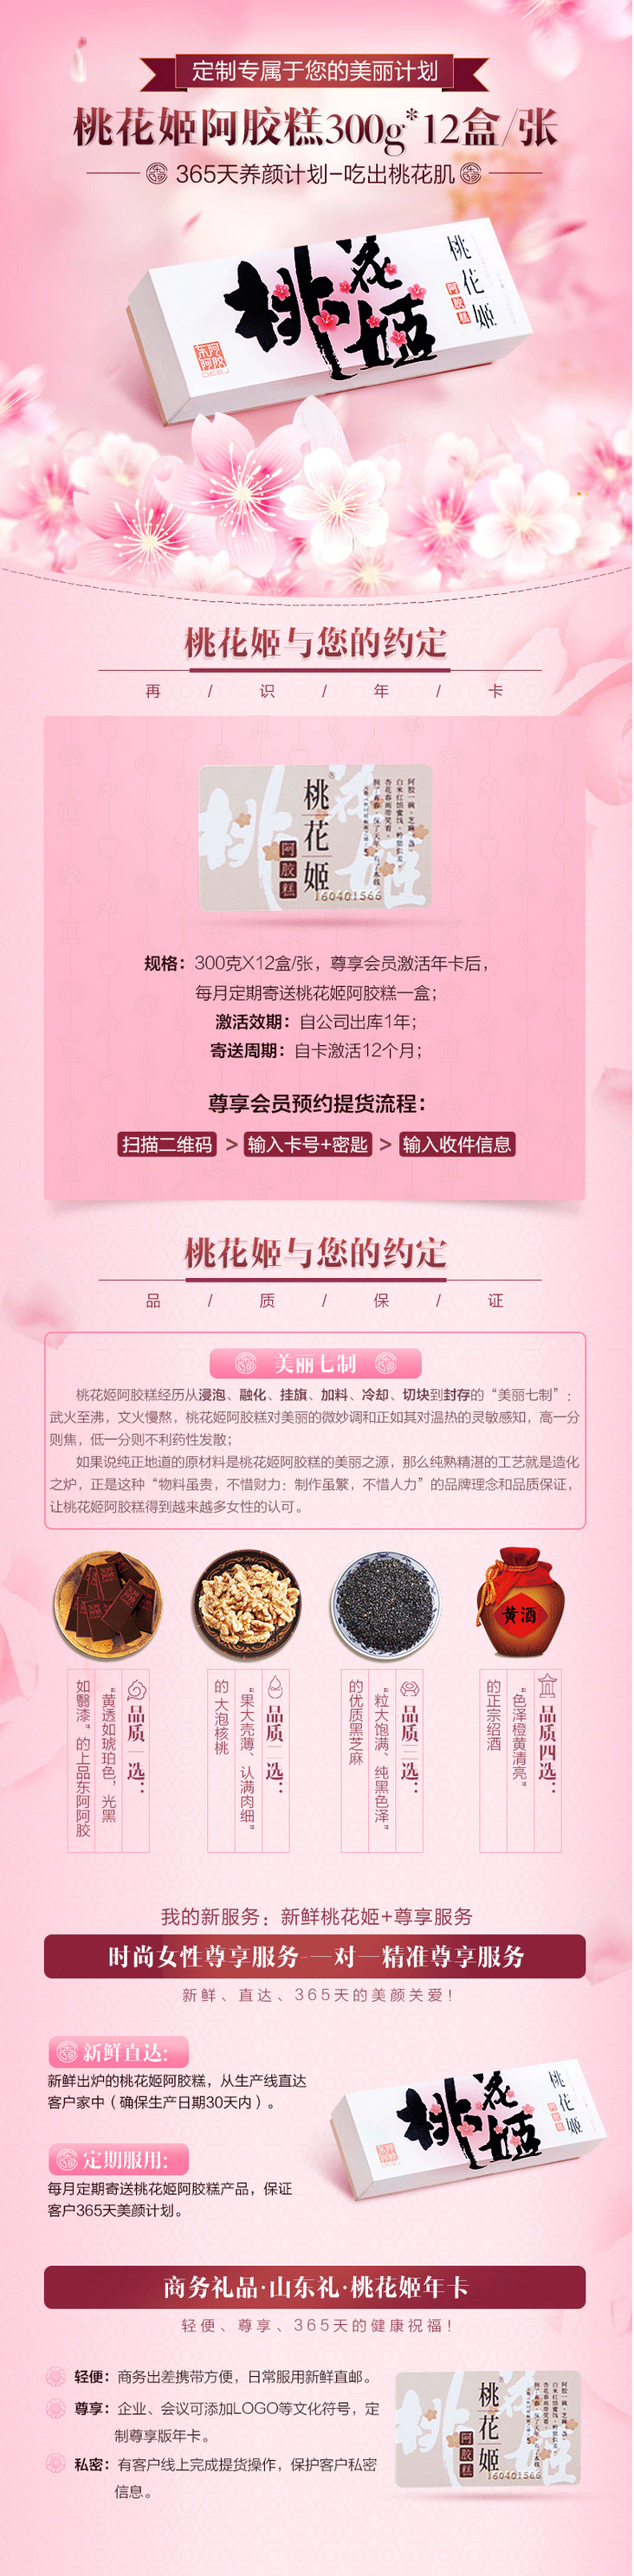 定制专属于您的美丽计划
桃花姬阿胶糕300g*12盒/张
365天养颜计划-吃出桃花肌
桃花姬
桃花姬
阿胶糕
东阿阿胶
DEEJ
桃花姬与您的约定
再 / 识 / 年 / 卡
桃花姬
阿胶糕
160401566
规格：300克X12盒/张，尊享会员激活年卡后，
每月定期寄送桃花姬阿胶糕一盒；
激活效期：自公司出库1年；
寄送周期：自卡激活12个月；
尊享会员预约提货流程：
扫描二维码 > 输入卡号+密匙 > 输入收件信息
桃花姬与您的约定
品 / 质 / 保 / 证
美丽七制
桃花姬阿胶糕经历从浸泡、融化、挂旗、加料、冷却、切块到封存的“美丽七制”：
武火至沸，文火慢熬，桃花姬阿胶糕对美丽的微妙调和正如其对温热的灵敏感知，高一分
则焦，低一分则不利药性发散；
如果说纯正地道的原材料是桃花姬阿胶糕的美丽之源，那么纯熟精湛的工艺就是造化
之炉，正是这种“物料虽贵，不惜财力；制作虽繁，不惜人力”的品牌理念和品质保证，
让桃花姬阿胶糕得到越来越多女性的认可。
黄酒
品质一选：
“黄透如琥珀色，光黑
如翳漆”的上品东阿阿胶
品质二选：
“果大壳薄、认满肉细”
的大泡核桃
品质三选：
“粒大饱满、纯黑色泽”
的优质黑芝麻
品质四选：
“色泽橙黄清亮”
的正宗绍酒
我的新服务：新鲜桃花姬+尊享服务
时尚女性尊享服务-一对一精准尊享服务
新鲜、直达、365天的美颜关爱！
新鲜直达：
新鲜出炉的桃花姬阿胶糕，从生产线直达
客户家中（确保生产日期30天内）。
定期服用：
每月定期寄送桃花姬阿胶糕产品，保证
客户365天美颜计划。
桃花姬
桃花姬
阿胶糕
商务礼品·山东礼·桃花姬年卡
轻便、尊享、365天的健康祝福！
轻便：商务出差携带方便，日常服用新鲜直邮。
尊享：企业、会议可添加LOGO等文化符号，定
制尊享版年卡。
私密：有客户线上完成提货操作，保护客户私密
信息。
桃花姬
阿胶糕
160401566